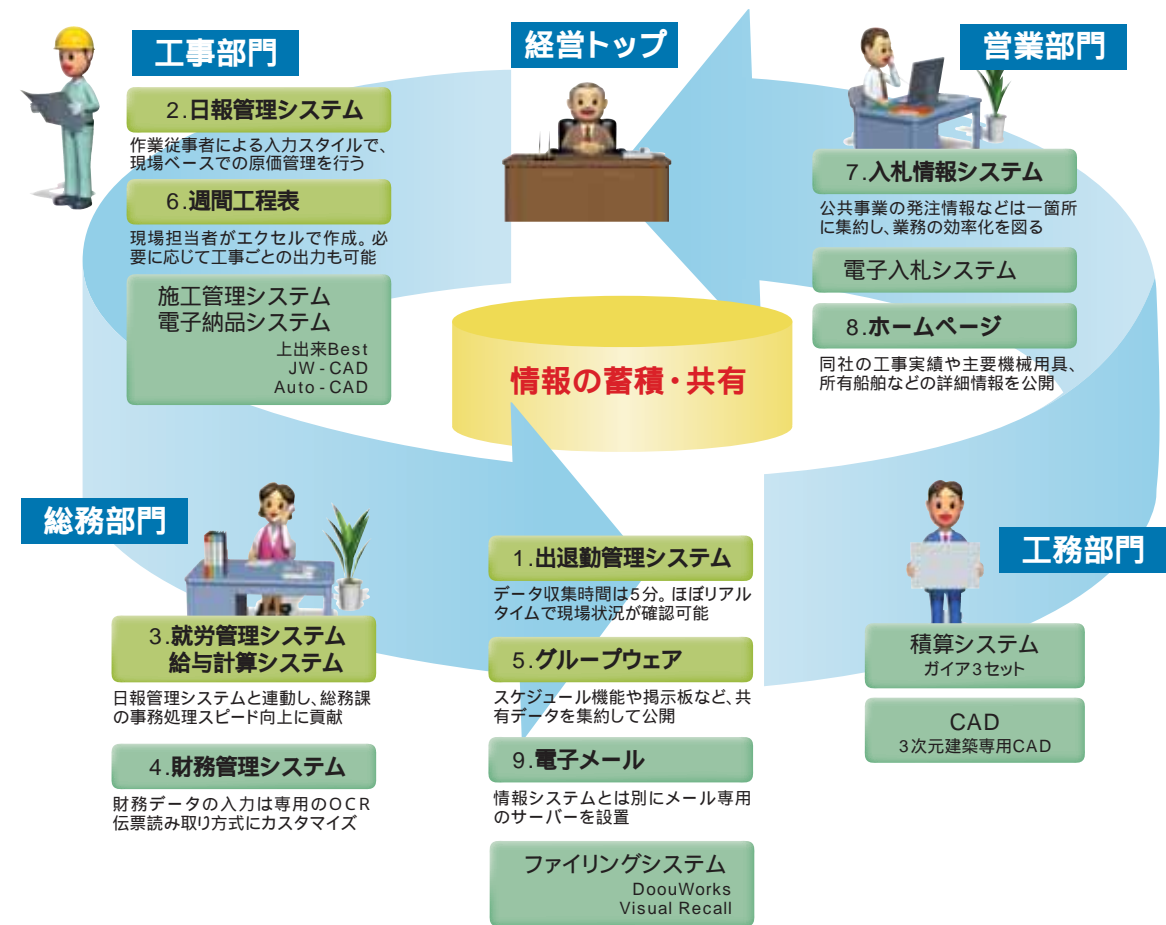 工事部門
2.日報管理システム
作業従事者による入力スタイルで、
現場ベースでの原価管理を行う
6.週間工程表
現場担当者がエクセルで作成。必
要に応じて工事ごとの出力も可能
施工管理システム
電子納品システム
上出来Best
JW-CAD
Auto-CAD
経営トップ
営業部門
7.入札情報システム
公共事業の発注情報などは一箇所
に集約し、業務の効率化を図る
電子入札システム
8.ホームページ
同社の工事実績や主要機械用具、
所有船舶などの詳細情報を公開
情報の蓄積・共有
総務部門
3.就労管理システム
給与計算システム
日報管理システムと連動し、総務課
の事務処理スピード向上に貢献
4.財務管理システム
財務データの入力は専用のOCR
伝票読み取り方式にカスタマイズ
1.出退勤管理システム
データ収集時間は5分。ほぼリアル
タイムで現場状況が確認可能
5.グループウェア
スケジュール機能や掲示板など、共
有データを集約して公開
9.電子メール
情報システムとは別にメール専用
のサーバーを設置
ファイリングシステム
DoouWorks
Visual Recall
工務部門
積算システム
ガイア3セット
CAD
3次元建築専用CAD